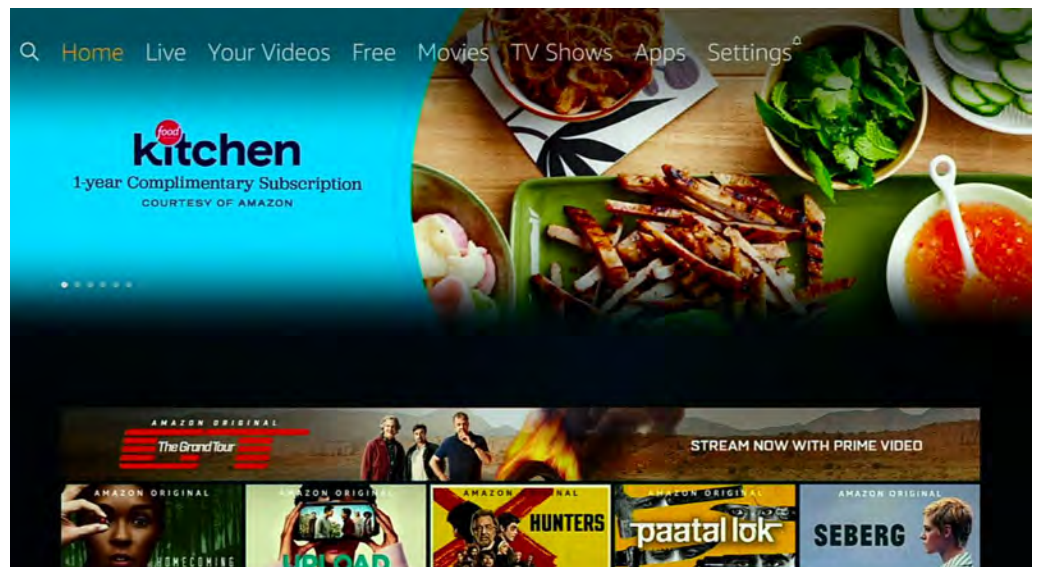 Home Live Your Videos Free Movies TV Shows Apps Settings
food
kitchen
1-year Complimentary Subscription
COURTESY OF AMAZON
AMAZON ORIGINAL
The Grand Tour
STREAM NOW WITH PRIME VIDEO
AMAZON ORIGINAL
HOMECOMING
AMAZON ORIGINAL
UPLOAD
AMAZON ORIGINAL
HUNTERS
AMAZON ORIGINAL
paatal lok
AMAZON ORIGINAL
SEBERG